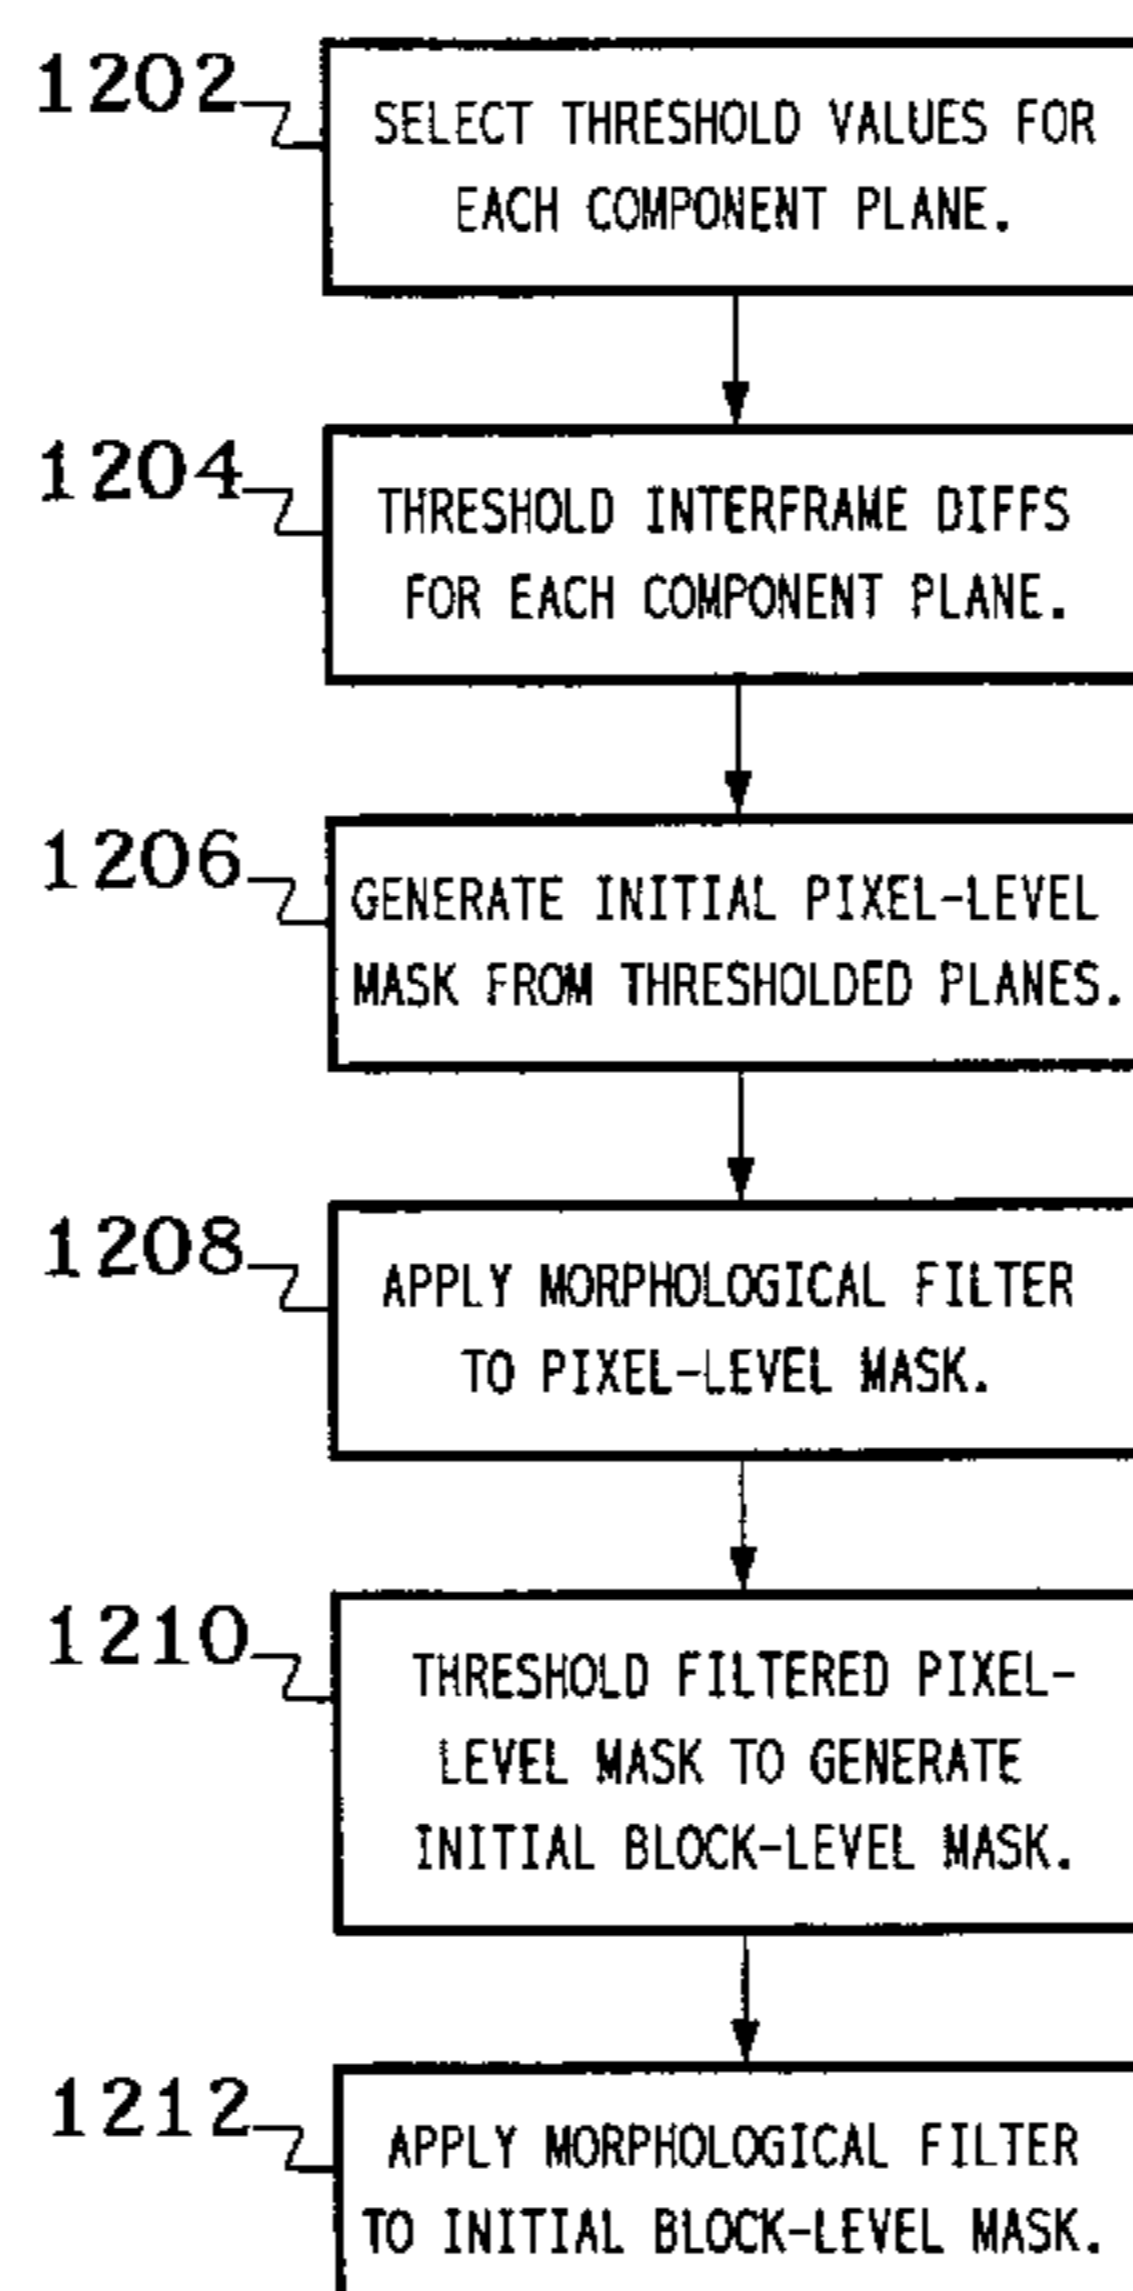 1202
SELECT THRESHOLD VALUES FOR
EACH COMPONENT PLANE.
1204
THRESHOLD INTERFRAME DIFFS
FOR EACH COMPONENT PLANE.
1206
GENERATE INITIAL PIXEL-LEVEL
MASK FROM THRESHOLDED PLANES.
1208
APPLY MORPHOLOGICAL FILTER
TO PIXEL-LEVEL MASK.
1210
THRESHOLD FILTERED PIXEL-
LEVEL MASK TO GENERATE
INITIAL BLOCK-LEVEL MASK.
1212
APPLY MORPHOLOGICAL FILTER
TO INITIAL BLOCK-LEVEL MASK.